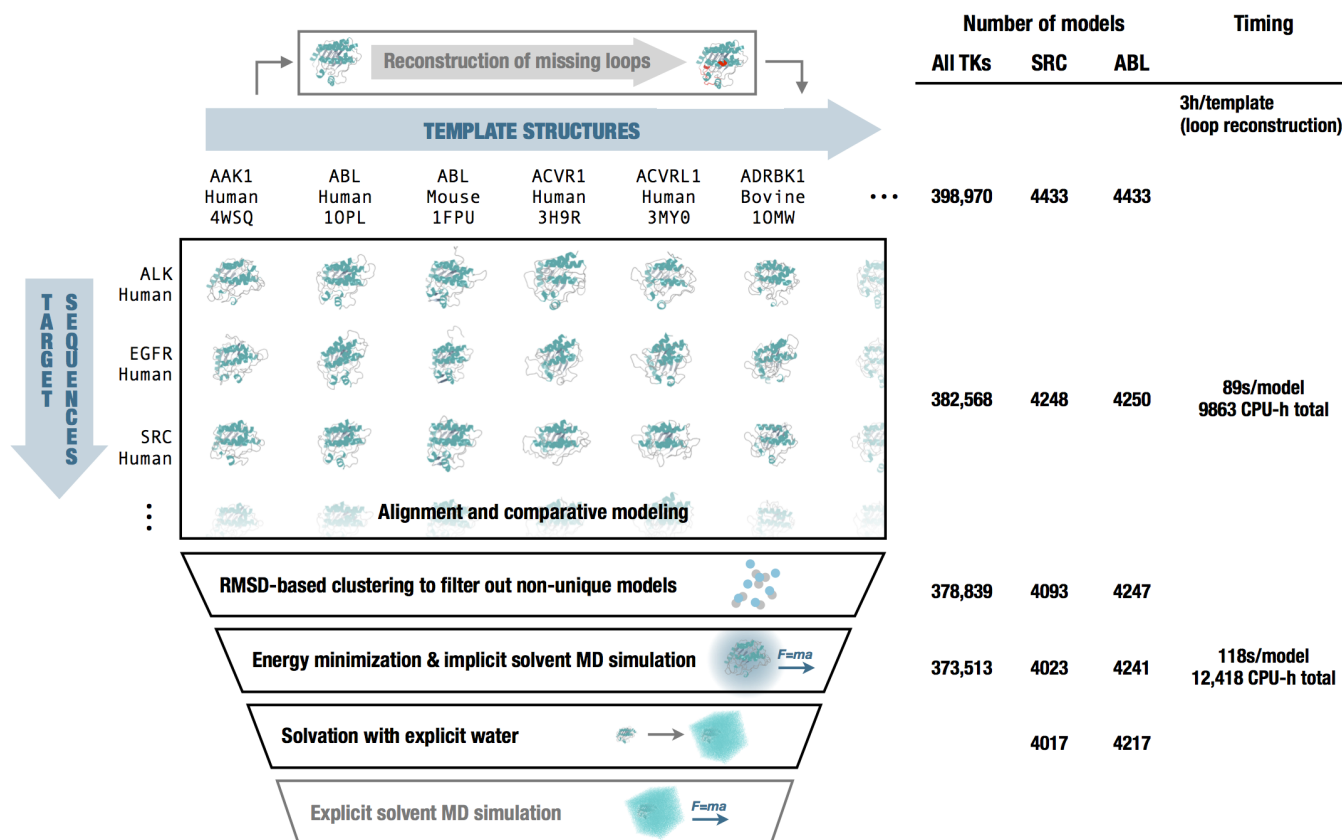 Number of models
Timing
All TKs
SRC
ABL
Reconstruction of missing loops
3h/template
(loop reconstruction)
TEMPLATE STRUCTURES
AAK1
Human
4WSQ
ABL
Human
1OPL
ABL
Mouse
1FPU
ACVR1
Human
3H9R
ACVRL1
Human
3MY0
ADRBK1
Bovine
1OMW
...
398,970
4433
4433
TARGET
SEQUENCES
ALK
Human
EGFR
Human
SRC
Human
⋮
382,568
4248
4250
89s/model
9863 CPU-h total
Alignment and comparative modeling
RMSD-based clustering to filter out non-unique models
378,839
4093
4247
Energy minimization & implicit solvent MD simulation
F=ma
373,513
4023
4241
118s/model
12,418 CPU-h total
Solvation with explicit water
4017
4217
Explicit solvent MD simulation
F=ma